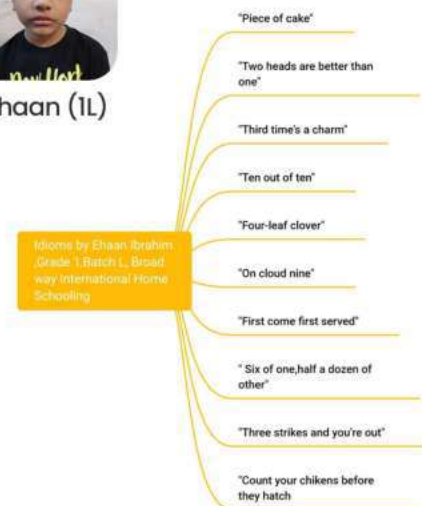 New York
haan (1L)
Idioms by Ehaan Ibrahim
,Grade 1,Batch L, Broad
way International Home
Schooling
"Piece of cake"
"Two heads are better than
one"
"Third time's a charm"
"Ten out of ten"
"Four-leaf clover"
"On cloud nine"
"First come first served"
" Six of one,half a dozen of
other"
"Three strikes and you're out"
"Count your chikens before
they hatch